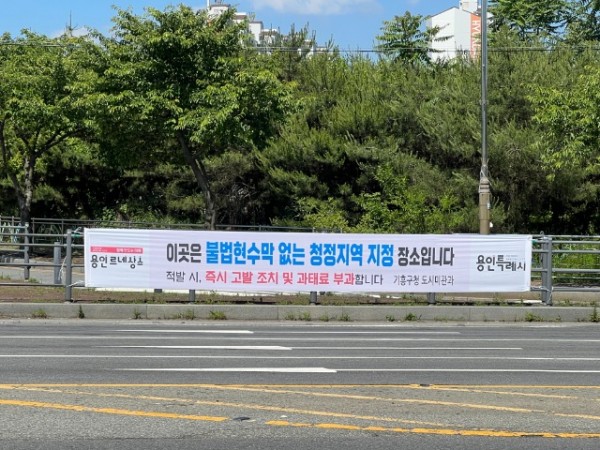 용인르네상스
이곳은 불법현수막 없는 청정지역 지정 장소입니다
적발 시, 즉시 고발 조치 및 과태료 부과합니다 기흥구청 도시미관과
용인특례시